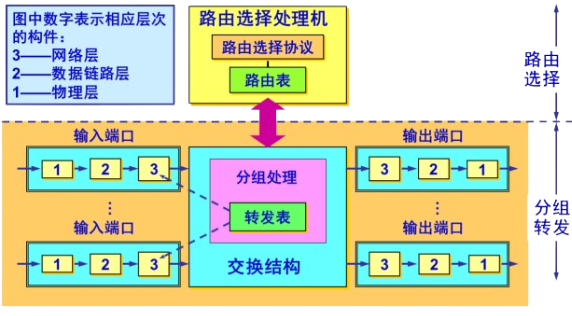 图中数字表示相应层次
的构件：
3——网络层
2——数据链路层
1——物理层
路由选择处理机
路由选择协议
路由表
路由
选择
输入端口
1
2
3
分组处理
转发表
交换结构
输出端口
3
2
1
⋮
⋮
输入端口
1
2
3
输出端口
3
2
1
分组
转发